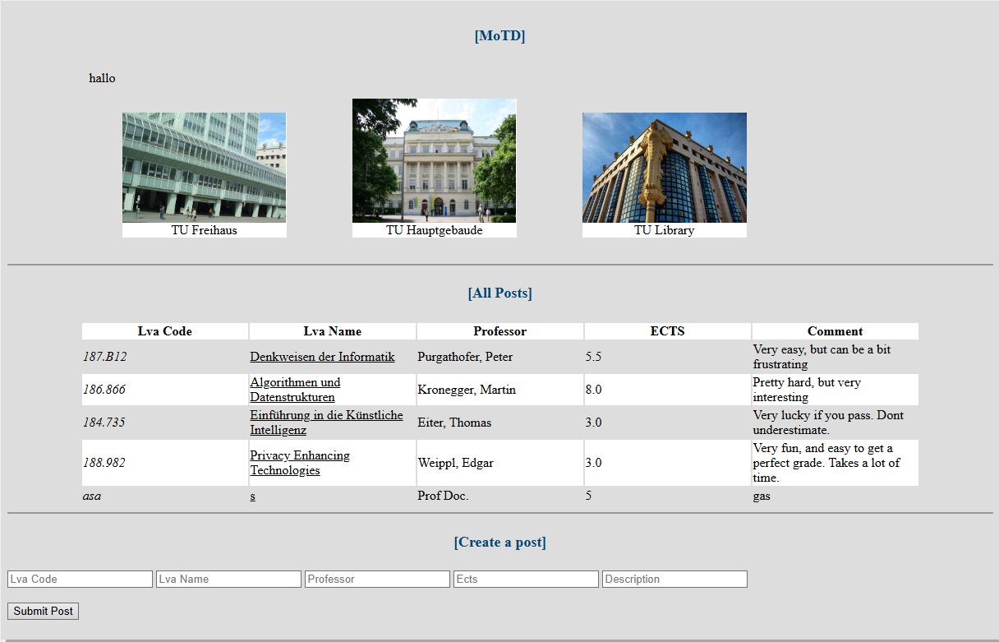 [MoTD]
hallo
TU Freihaus TU Hauptgebaude TU Library
[All Posts]
Lva Code Lva Name Professor ECTS Comment
187.B12 Denkweisen der Informatik Purgathofer, Peter 5.5 Very easy, but can be a bit
frustrating
186.866 Algorithmen und
Datenstrukturen Kronegger, Martin 8.0 Pretty hard, but very
interesting
184.735 Einführung in die Künstliche
Intelligenz Eiter, Thomas 3.0 Very lucky if you pass. Dont
underestimate.
188.982 Privacy Enhancing
Technologies Weippl, Edgar 3.0 Very fun, and easy to get a
perfect grade. Takes a lot of
time.
asa s Prof Doc. 5 gas
[Create a post]
Lva Code Lva Name Professor Ects Description
Submit Post